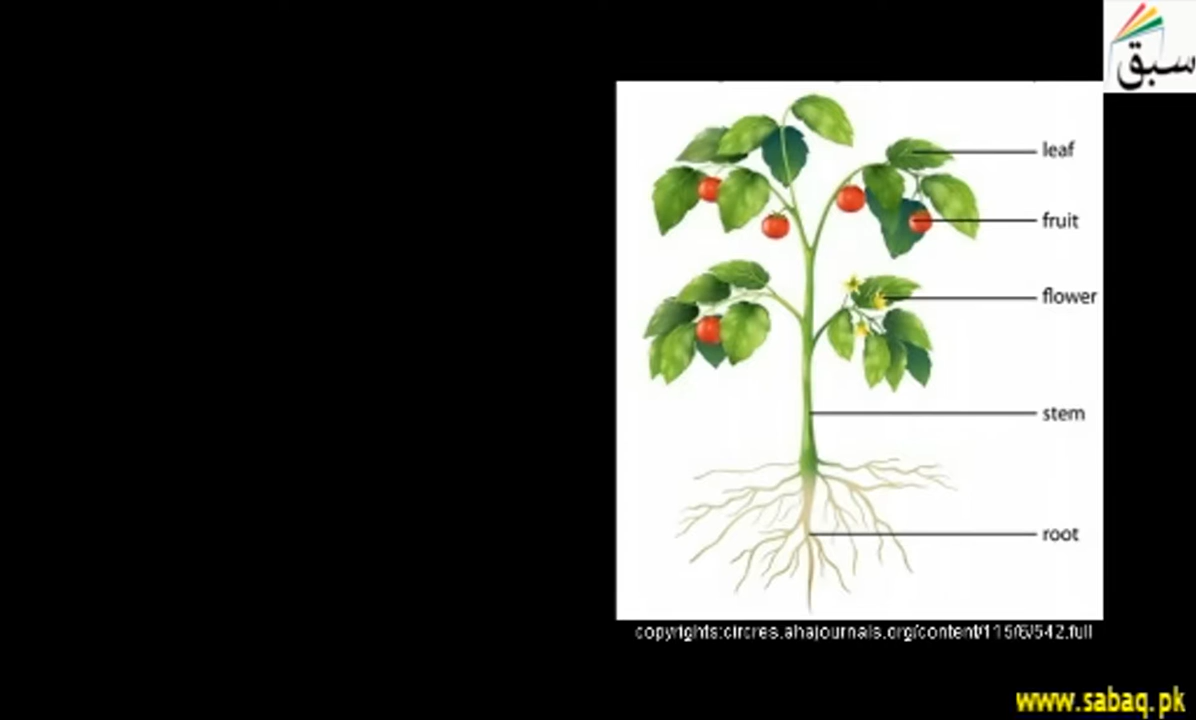 سبق
leaf
fruit
flower
stem
root
copyrights:circres.ahajournals.org/content/115/6/542.full
www.sabaq.pk